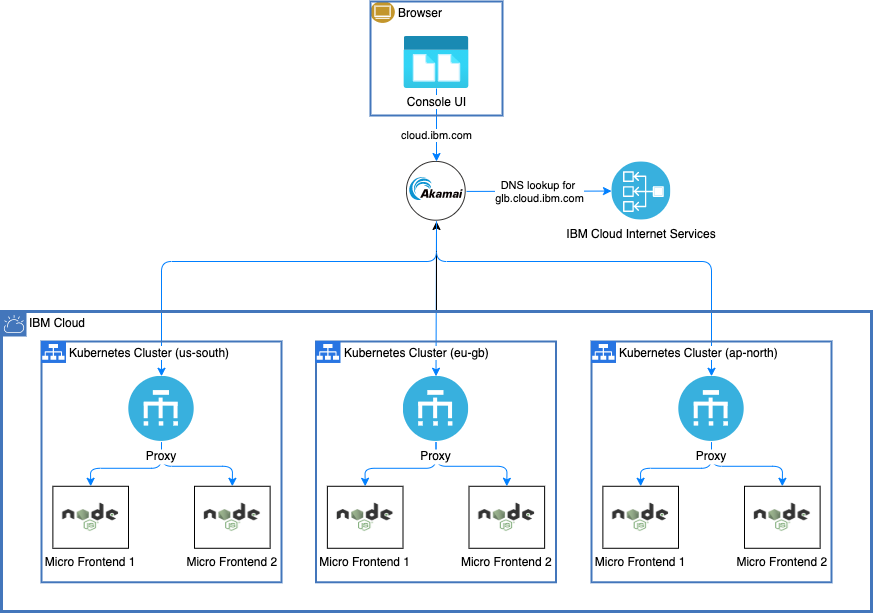 Browser
Console UI
cloud.ibm.com
Akamai
DNS lookup for
glb.cloud.ibm.com
IBM Cloud Internet Services
IBM Cloud
Kubernetes Cluster (us-south)
Kubernetes Cluster (eu-gb)
Kubernetes Cluster (ap-north)
Proxy
Proxy
Proxy
node
JS
node
JS
node
JS
node
JS
node
JS
node
JS
Micro Frontend 1
Micro Frontend 2
Micro Frontend 1
Micro Frontend 2
Micro Frontend 1
Micro Frontend 2